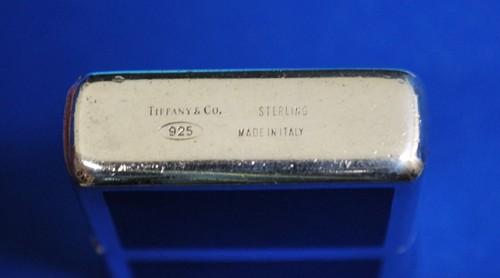 TIFFANY & CO. STERLING
925 MADE IN ITALY